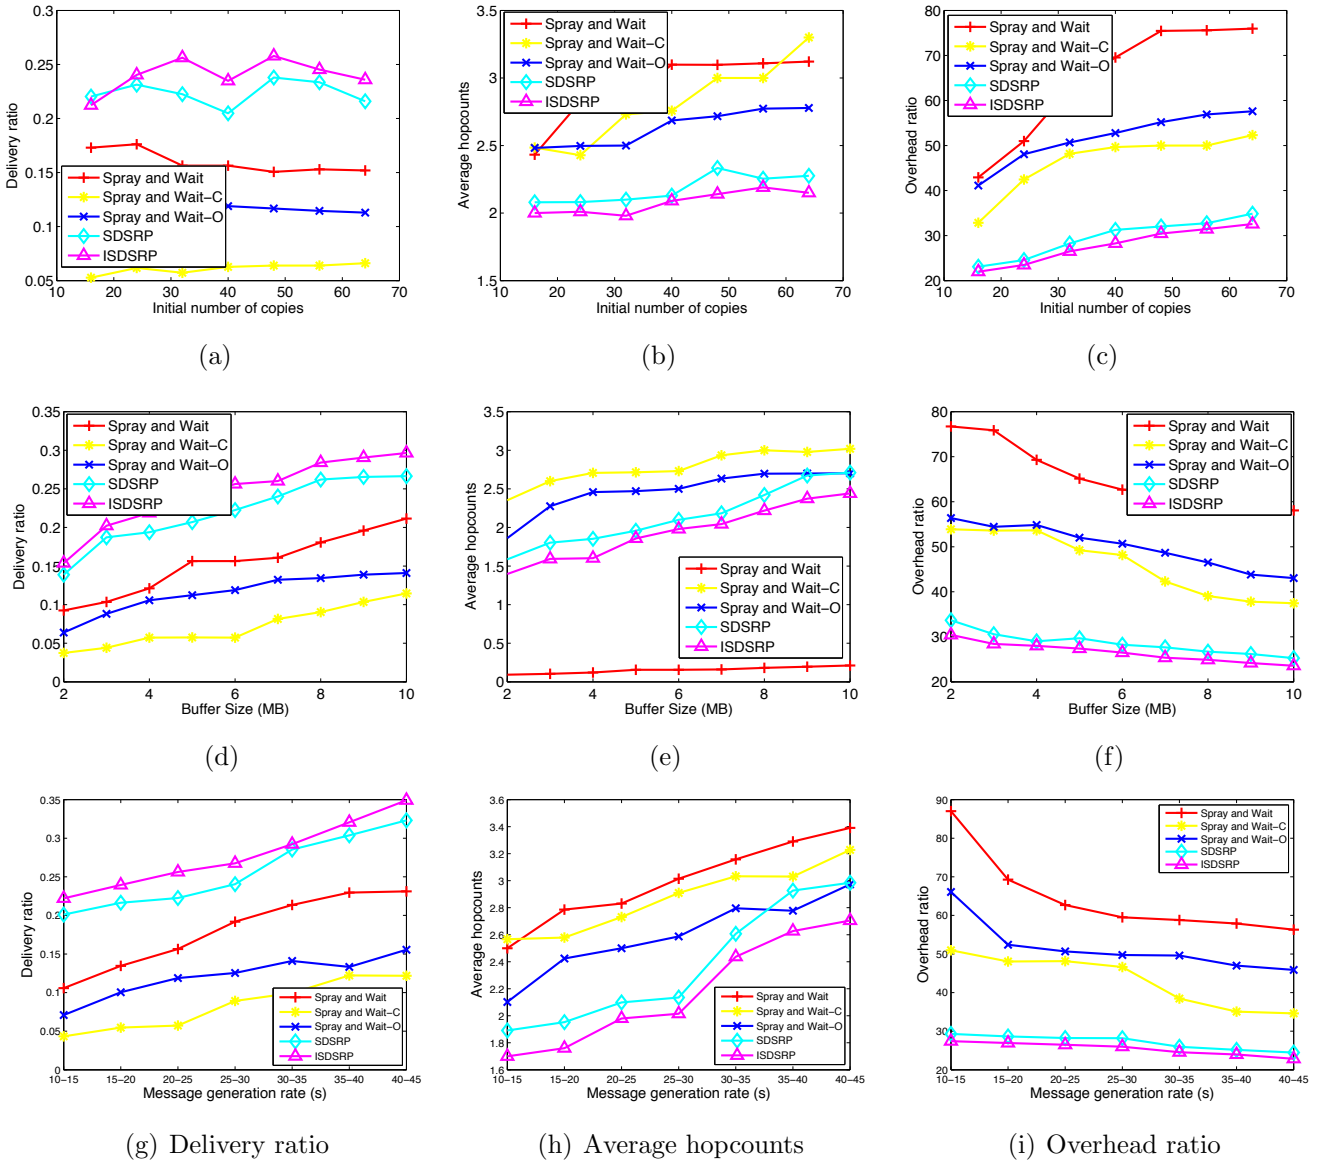 0.3
0.25
0.2
0.15
0.1
0.05
10 20 30 40 50 60 70
Delivery ratio
Initial number of copies
Spray and Wait
Spray and Wait–C
Spray and Wait–O
SDSRP
ISDSRP
(a)
3.5
3
2.5
2
1.5
10 20 30 40 50 60 70
Average hopcounts
Initial number of copies
Spray and Wait
Spray and Wait–C
Spray and Wait–O
SDSRP
ISDSRP
(b)
80
70
60
50
40
30
20
10 20 30 40 50 60 70
Overhead ratio
Initial number of copies
Spray and Wait
Spray and Wait–C
Spray and Wait–O
SDSRP
ISDSRP
(c)
0.35
0.3
0.25
0.2
0.15
0.1
0.05
0
2 4 6 8 10
Delivery ratio
Buffer Size (MB)
Spray and Wait
Spray and Wait–C
Spray and Wait–O
SDSRP
ISDSRP
(d)
3.5
3
2.5
2
1.5
1
0.5
0
2 4 6 8 10
Average hopcounts
Buffer Size (MB)
Spray and Wait
Spray and Wait–C
Spray and Wait–O
SDSRP
ISDSRP
(e)
80
70
60
50
40
30
20
2 4 6 8 10
Overhead ratio
Buffer Size (MB)
Spray and Wait
Spray and Wait–C
Spray and Wait–O
SDSRP
ISDSRP
(f)
0.35
0.3
0.25
0.2
0.15
0.1
0.05
0
10–15 15–20 20–25 25–30 30–35 35–40 40–45
Delivery ratio
Message generation rate (s)
Spray and Wait
Spray and Wait–C
Spray and Wait–O
SDSRP
ISDSRP
(g) Delivery ratio
3.6
3.4
3.2
3
2.8
2.6
2.4
2.2
2
1.8
1.6
10–15 15–20 20–25 25–30 30–35 35–40 40–45
Average hopcounts
Message generation rate (s)
Spray and Wait
Spray and Wait–C
Spray and Wait–O
SDSRP
ISDSRP
(h) Average hopcounts
90
80
70
60
50
40
30
20
10–15 15–20 20–25 25–30 30–35 35–40 40–45
Overhead ratio
Message generation rate (s)
Spray and Wait
Spray and Wait–C
Spray and Wait–O
SDSRP
ISDSRP
(i) Overhead ratio